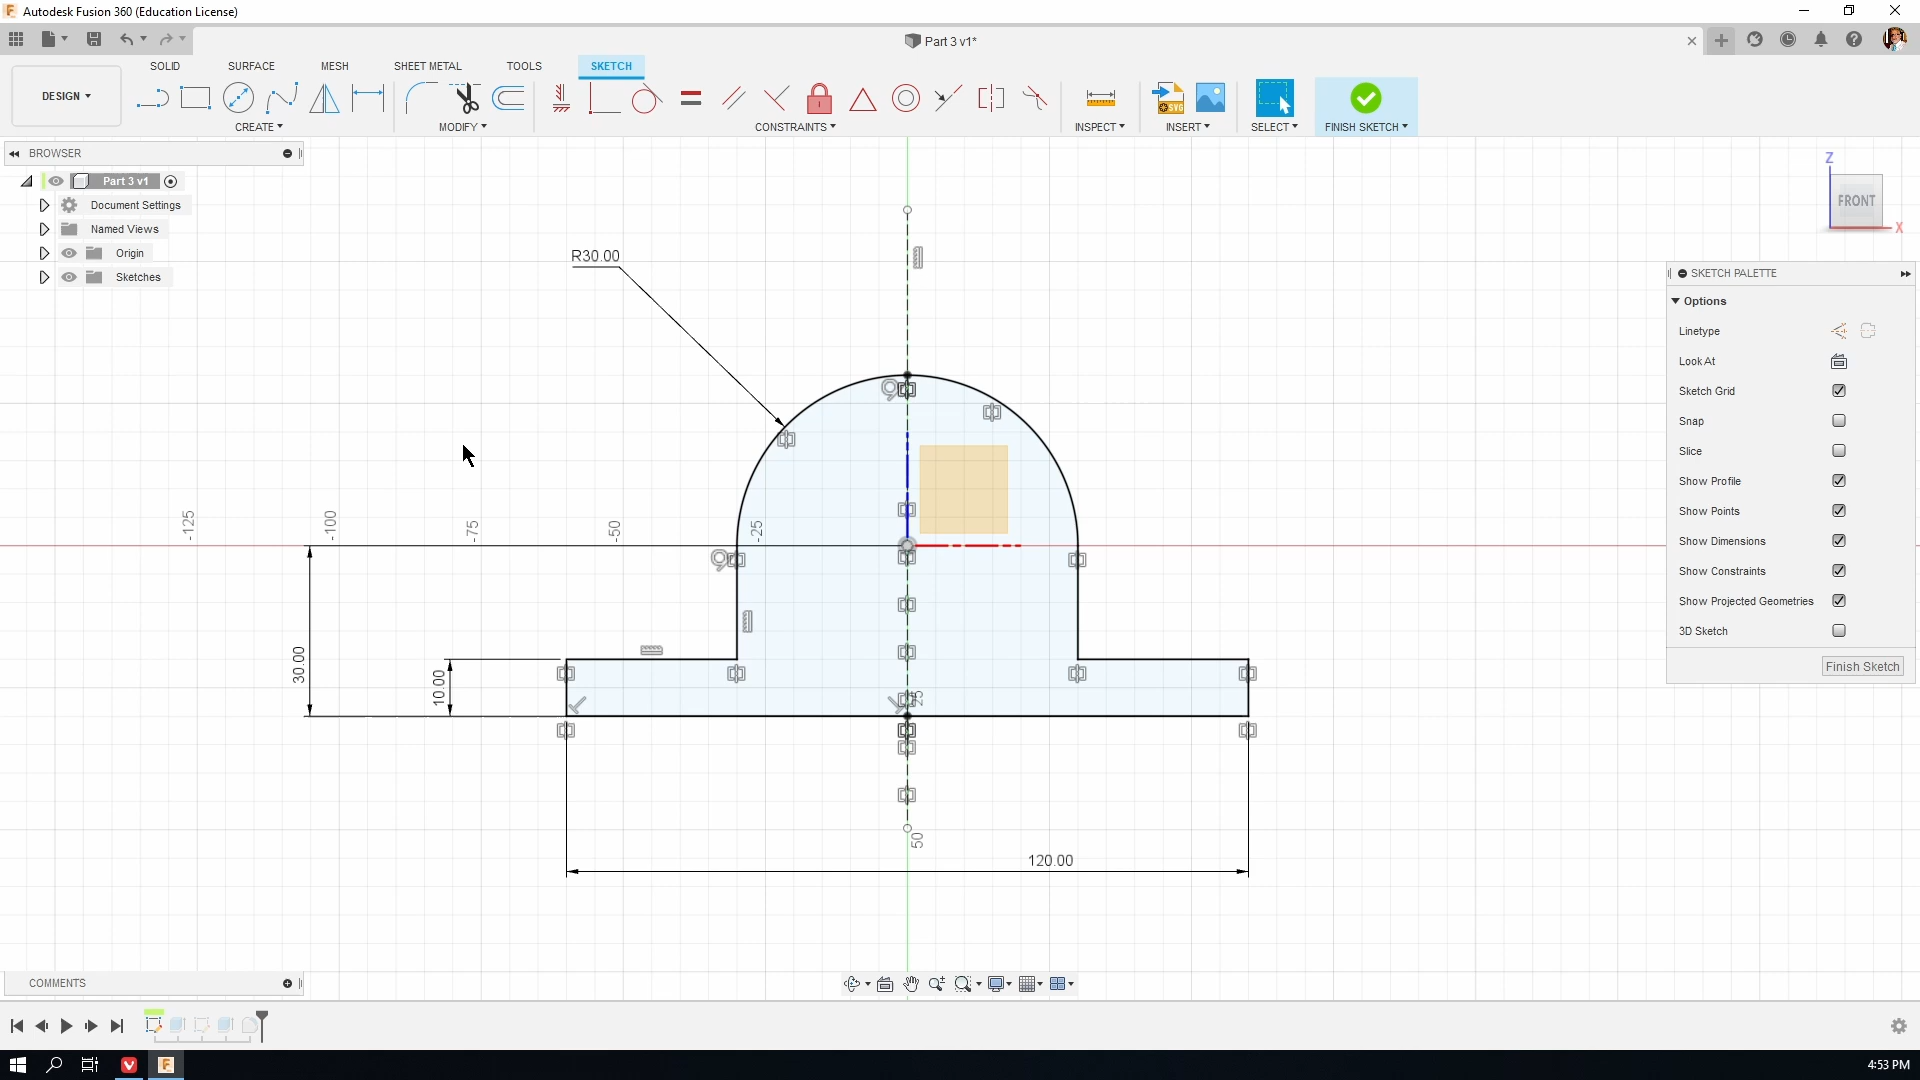 Autodesk Fusion 360 (Education License)
Part 3 v1*
DESIGN
SOLID SURFACE MESH SHEET METAL TOOLS SKETCH
CREATE MODIFY CONSTRAINTS INSPECT INSERT SELECT FINISH SKETCH
SVG
BROWSER
Part 3 v1
Document Settings
Named Views
Origin
Sketches
Z
FRONT
X
SKETCH PALETTE
Options
Linetype
Look At
Sketch Grid
Snap
Slice
Show Profile
Show Points
Show Dimensions
Show Constraints
Show Projected Geometries
3D Sketch
Finish Sketch
R30.00
-125
-100
-75
-50
-25
30.00
10.00
25
50
120.00
COMMENTS
4:53 PM